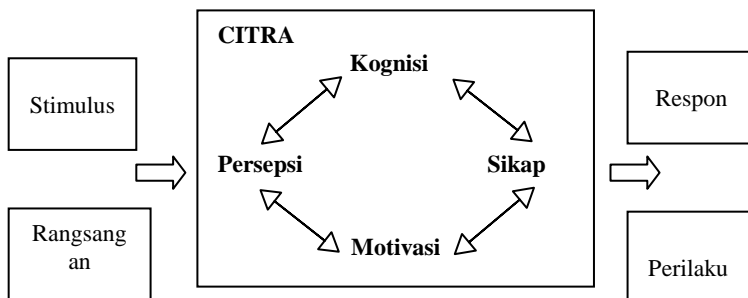 CITRA
Kognisi
Stimulus
Respon
Persepsi
Sikap
Rangsang
an
Motivasi
Perilaku